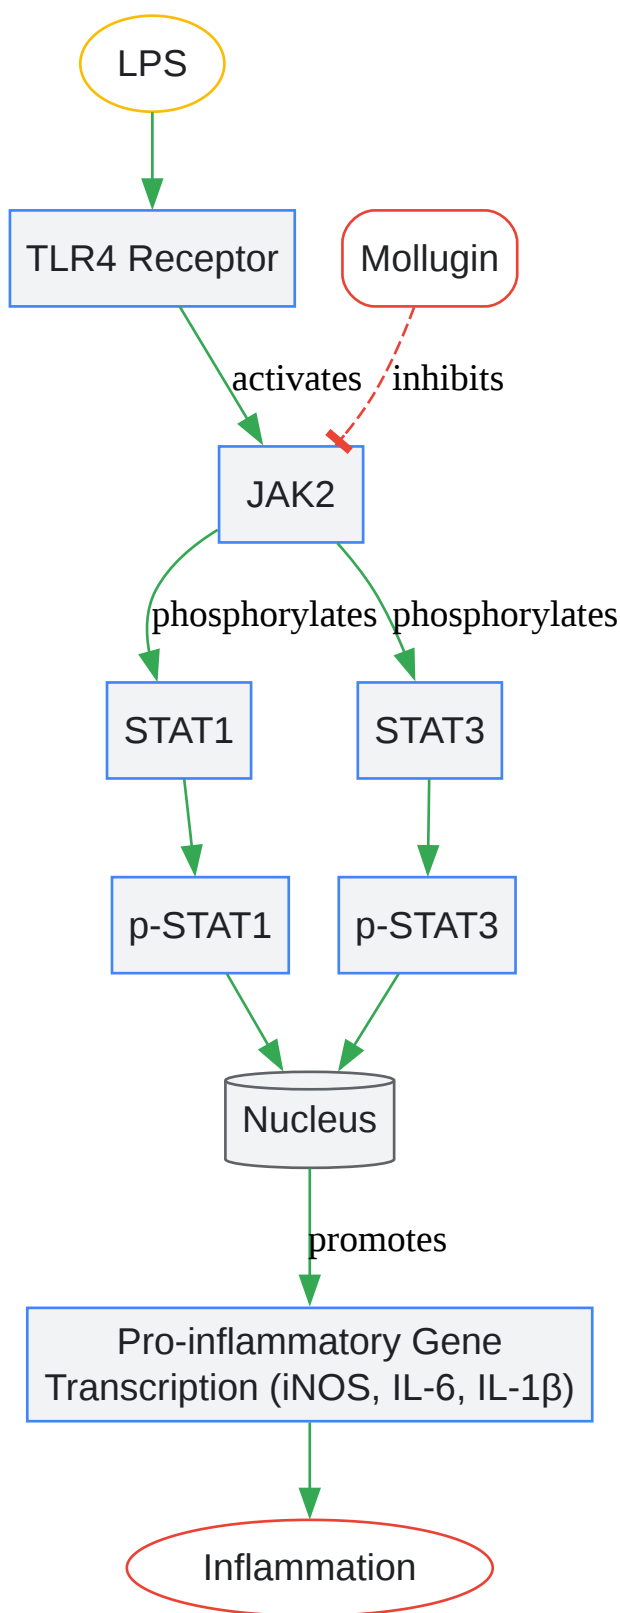 LPS
TLR4 Receptor
Mollugin
activates
inhibits
JAK2
phosphorylates
phosphorylates
STAT1
STAT3
p-STAT1
p-STAT3
Nucleus
promotes
Pro-inflammatory Gene
Transcription (iNOS, IL-6, IL-1β)
Inflammation